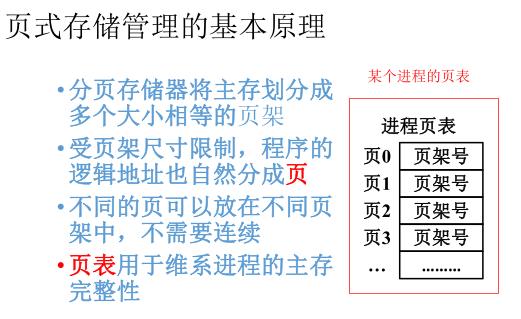 页式存储管理的基本原理
•分页存储器将主存划分成
多个大小相等的页架
•受页架尺寸限制，程序的
逻辑地址也自然分成页
•不同的页可以放在不同页
架中，不需要连续
•页表用于维系进程的主存
完整性
某个进程的页表
进程页表
页0 页架号
页1 页架号
页2 页架号
页3 页架号
… ………